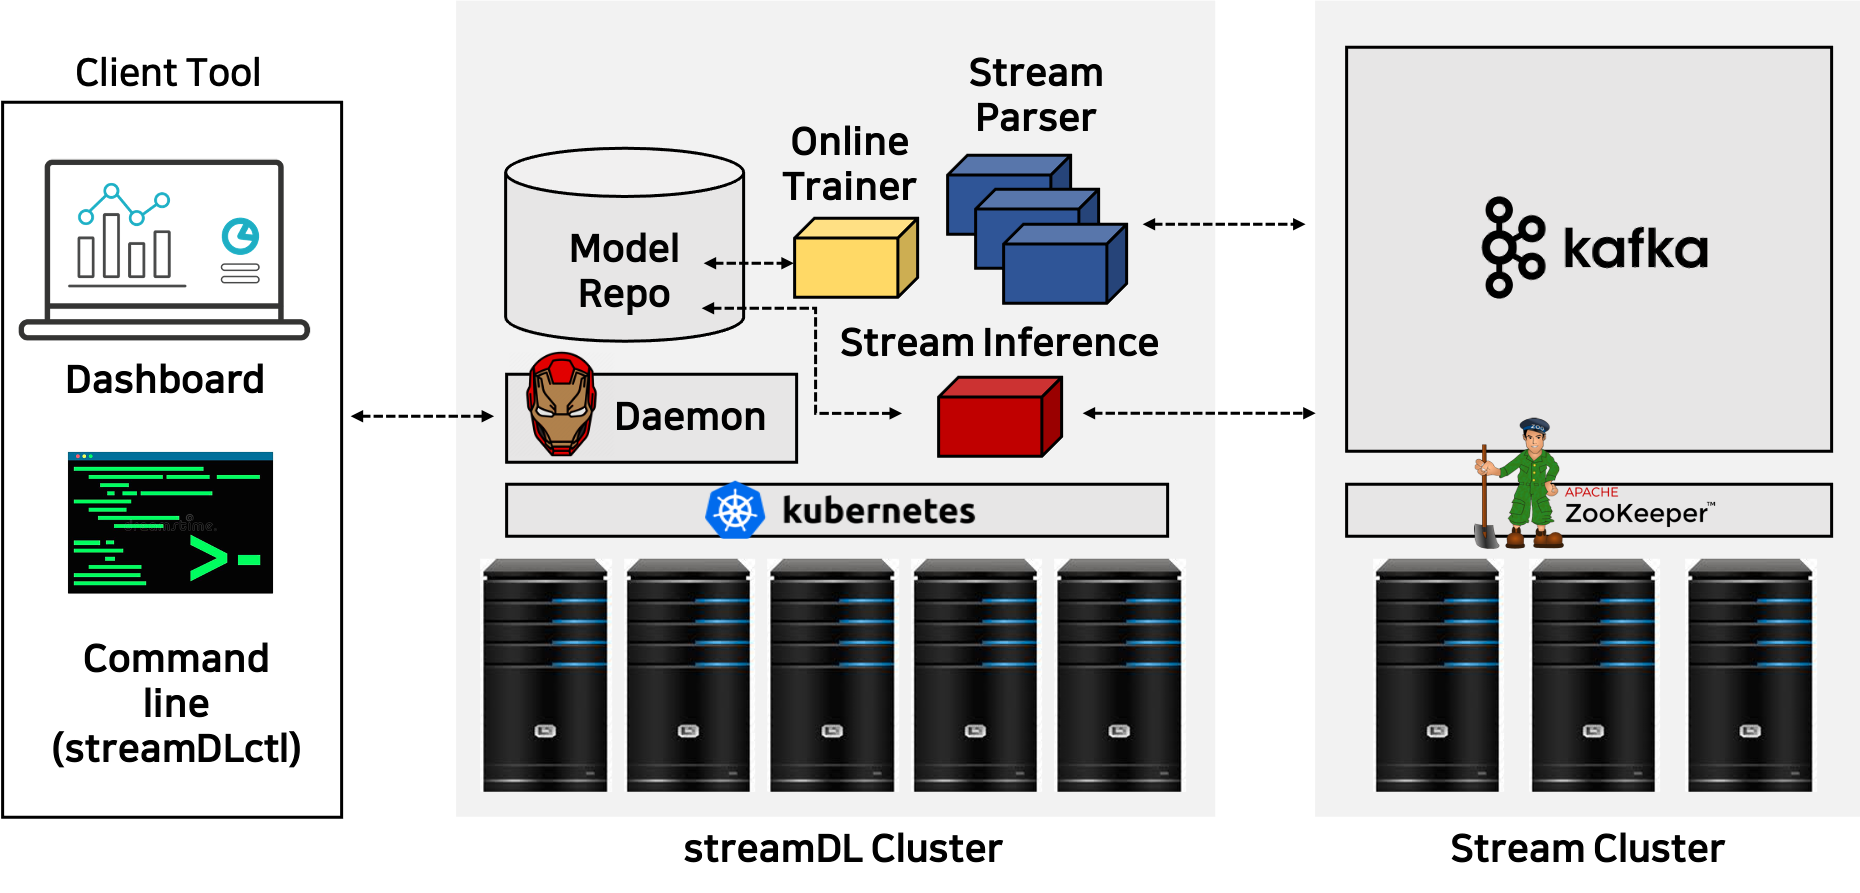 Client Tool
Dashboard
Command
line
(streamDLctl)
Model
Repo
Online
Trainer
Stream
Parser
Stream Inference
Daemon
kubernetes
streamDL Cluster
kafka
ZOO
APACHE
ZooKeeper™
Stream Cluster